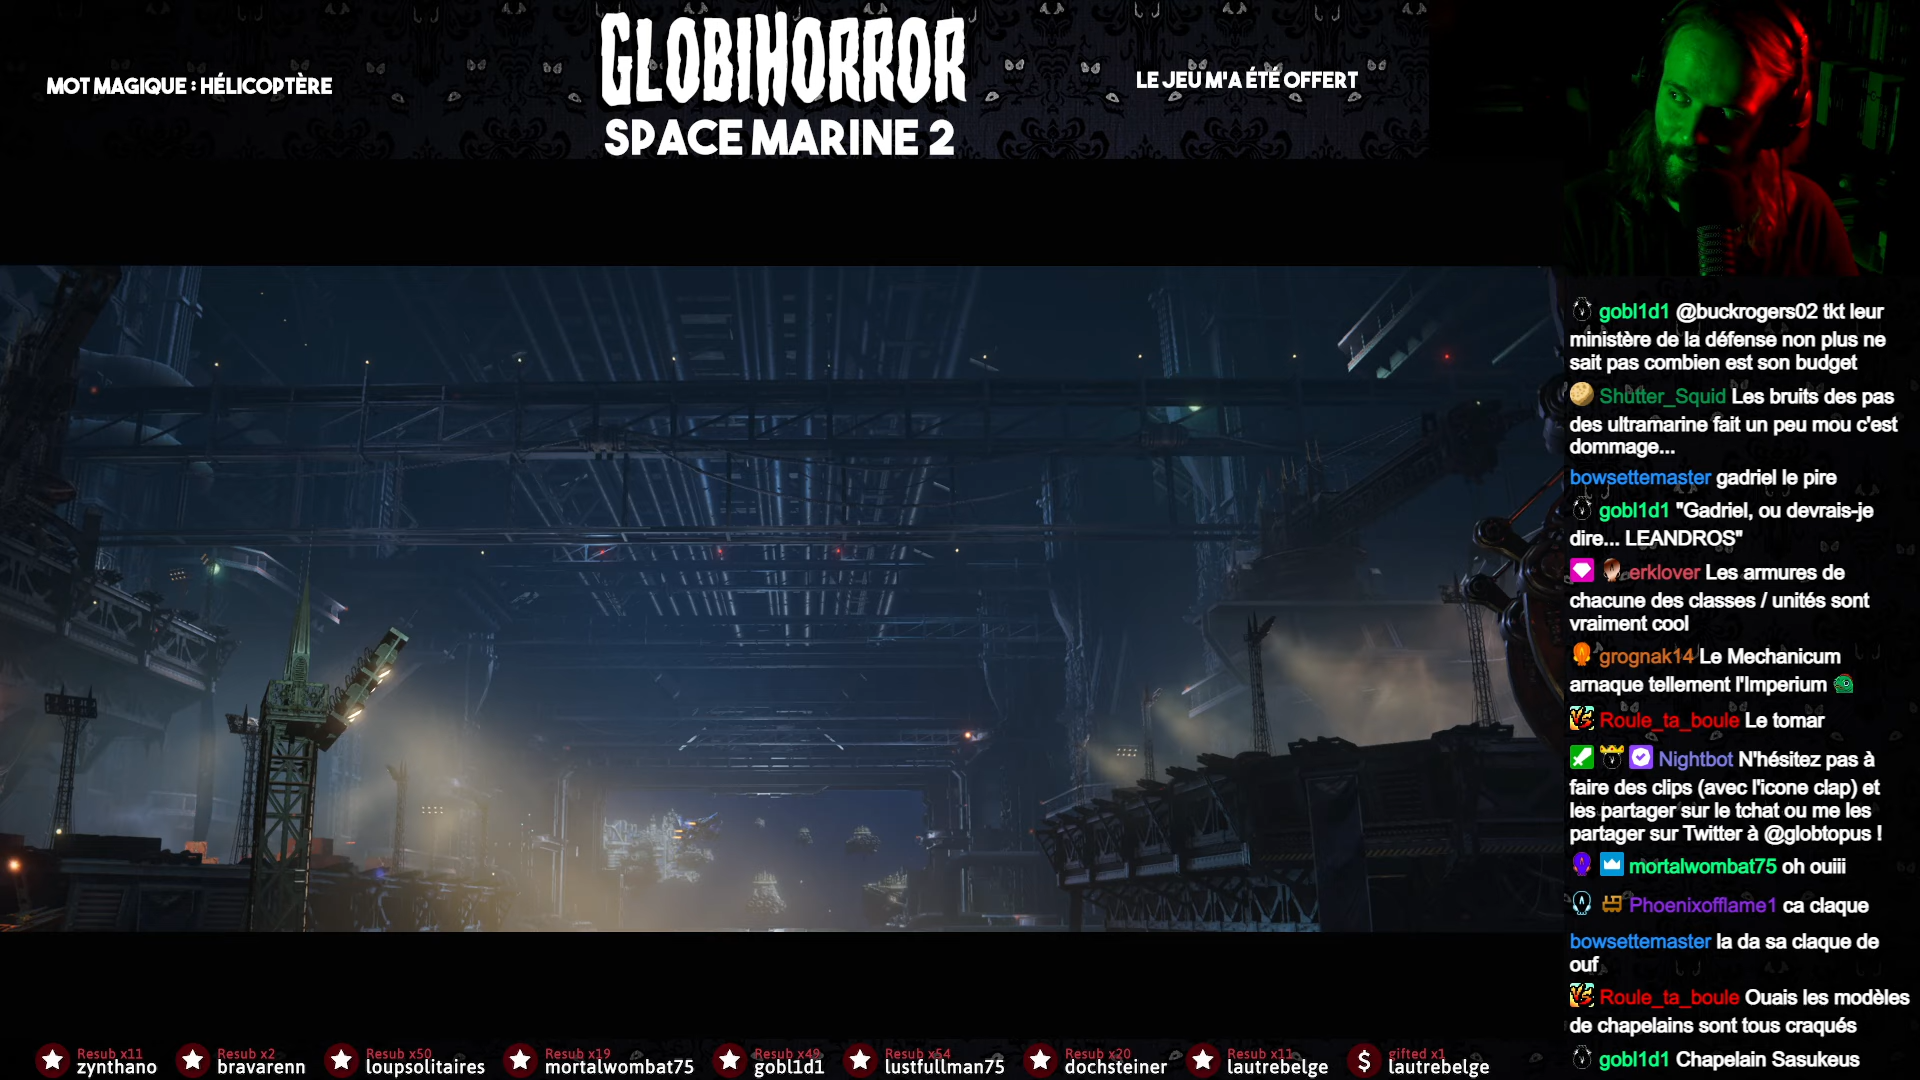 MOT MAGIQUE : HÉLICOPTÈRE
GLOBIHORROR
SPACE MARINE 2
LE JEU M'A ÉTÉ OFFERT
gobl1d1 @buckrogers02 tkt leur
ministère de la défense non plus ne
sait pas combien est son budget
Shutter_Squid Les bruits des pas
des ultramarine fait un peu mou c'est
dommage...
bowsettemaster gadriel le pire
gobl1d1 "Gadriel, ou devrais-je
dire... LEANDROS"
erklover Les armures de
chacune des classes / unités sont
vraiment cool
grognak14 Le Mechanicum
arnaque tellement l'Imperium
Roule_ta_boule Le tomar
Nightbot N'hésitez pas à
faire des clips (avec l'icone clap) et
les partager sur le tchat ou me les
partager sur Twitter à @globtopus !
mortalwombat75 oh ouiii
Phoenixofflame1 ca claque
bowsettemaster la da sa claque de
ouf
Roule_ta_boule Ouais les modèles
de chapelains sont tous craqués
gobl1d1 Chapelain Sasukeus
Resub x11
zynthano
Resub x2
bravarenn
Resub x50
loupsolitaires
Resub x19
mortalwombat75
Resub x49
gobl1d1
Resub x54
lustfullman75
Resub x20
dochsteiner
Resub x11
lautrebelge
gifted x1
lautrebelge